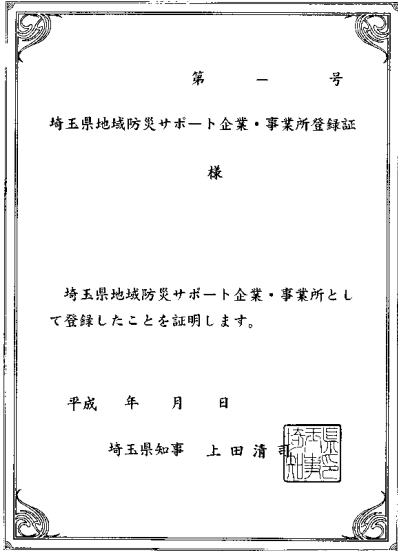 第　－　号
埼玉県地域防災サポート企業・事業所登録証
様
埼玉県地域防災サポート企業・事業所とし
て登録したことを証明します。
平成　年　月　日
埼玉県知事　上田清司